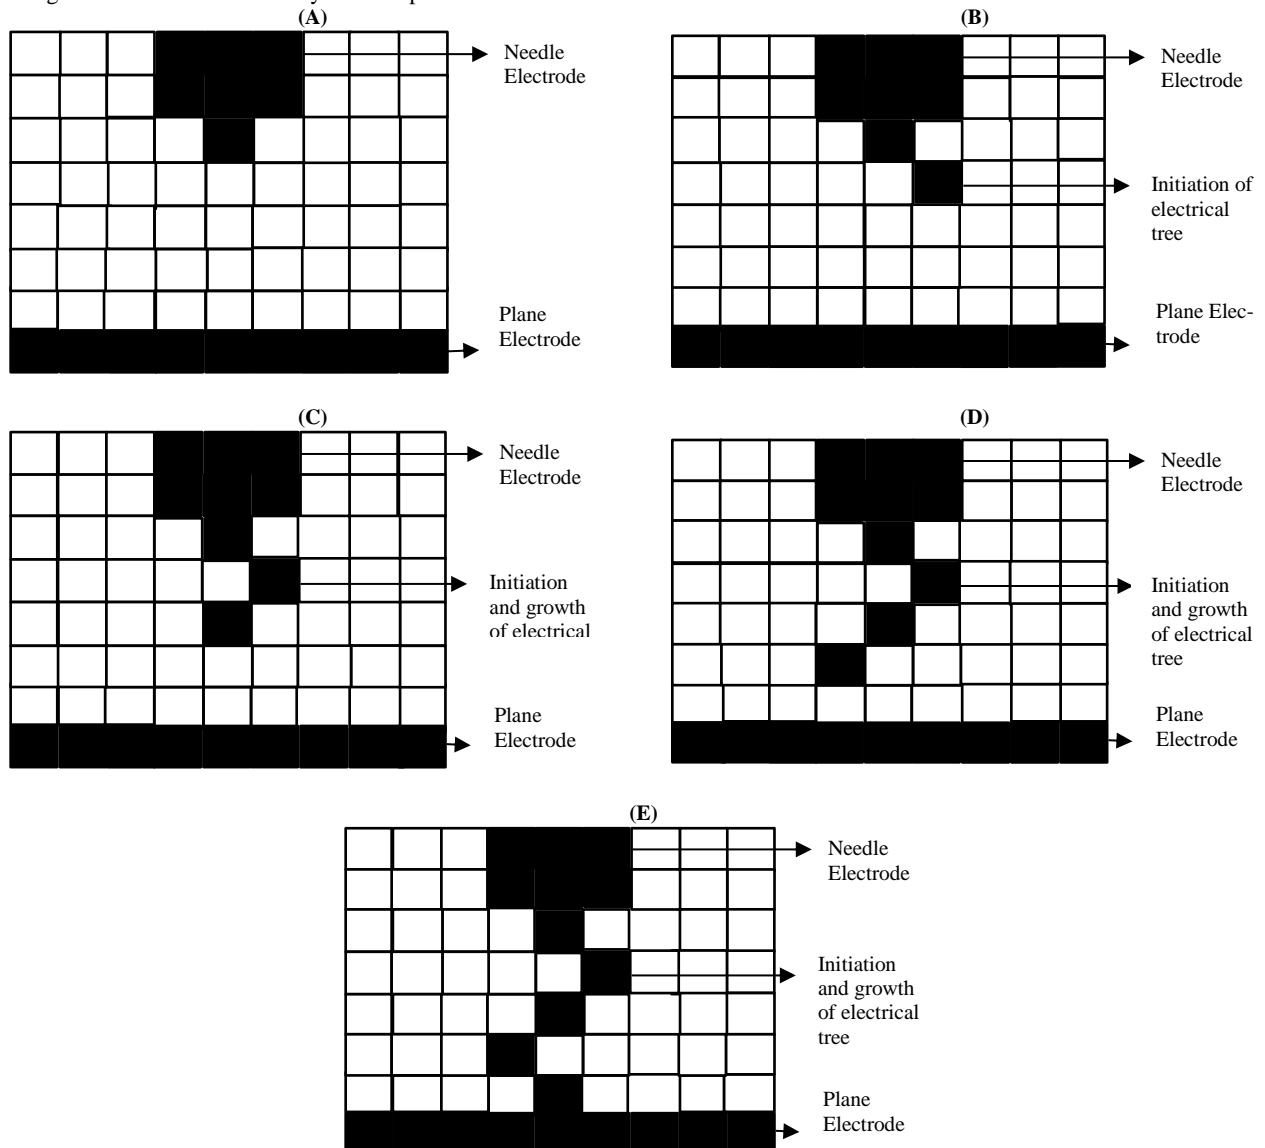 (A)
Needle
Electrode
Plane
Electrode
(B)
Needle
Electrode
Initiation of
electrical
tree
Plane Elec-
trode
(C)
Needle
Electrode
Initiation
and growth
of electrical
Plane
Electrode
(D)
Needle
Electrode
Initiation
and growth
of electrical
tree
Plane
Electrode
(E)
Needle
Electrode
Initiation
and growth
of electrical
tree
Plane
Electrode